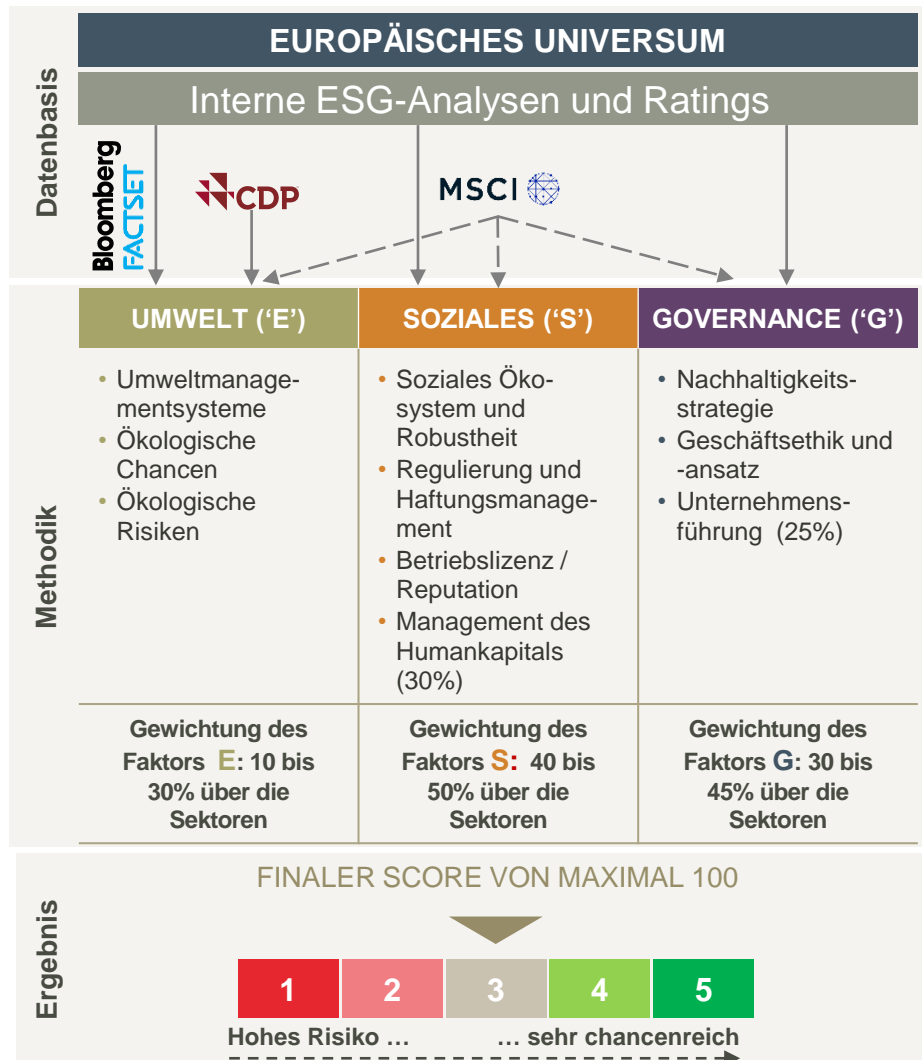 Datenbasis
EUROPÄISCHES UNIVERSUM
Interne ESG-Analysen und Ratings
Bloomberg
FACTSET
CDP
MSCI
Methodik
UMWELT (‘E’)
• Umweltmanage-
mentsysteme
• Ökologische
Chancen
• Ökologische
Risiken
Gewichtung des
Faktors E: 10 bis
30% über die
Sektoren
SOZIALES (‘S’)
• Soziales Öko-
system und
Robustheit
• Regulierung und
Haftungsmanage-
ment
• Betriebslizenz /
Reputation
• Management des
Humankapitals
(30%)
Gewichtung des
Faktors S: 40 bis
50% über die
Sektoren
GOVERNANCE (‘G’)
• Nachhaltigkeits-
strategie
• Geschäftsethik und
-ansatz
• Unternehmens-
führung (25%)
Gewichtung des
Faktors G: 30 bis
45% über die
Sektoren
Ergebnis
FINALER SCORE VON MAXIMAL 100
1 2 3 4 5
Hohes Risiko … … sehr chancenreich